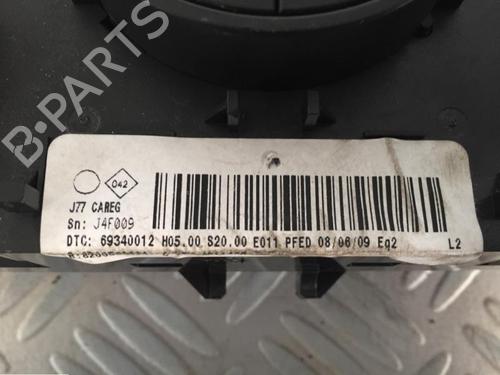 B-PARTS
042
J77 CAREG
Sn: J4F009
DTC: 69340012 H05.00 S20.00 E011 PFED 08/06/09 Eq2 L2